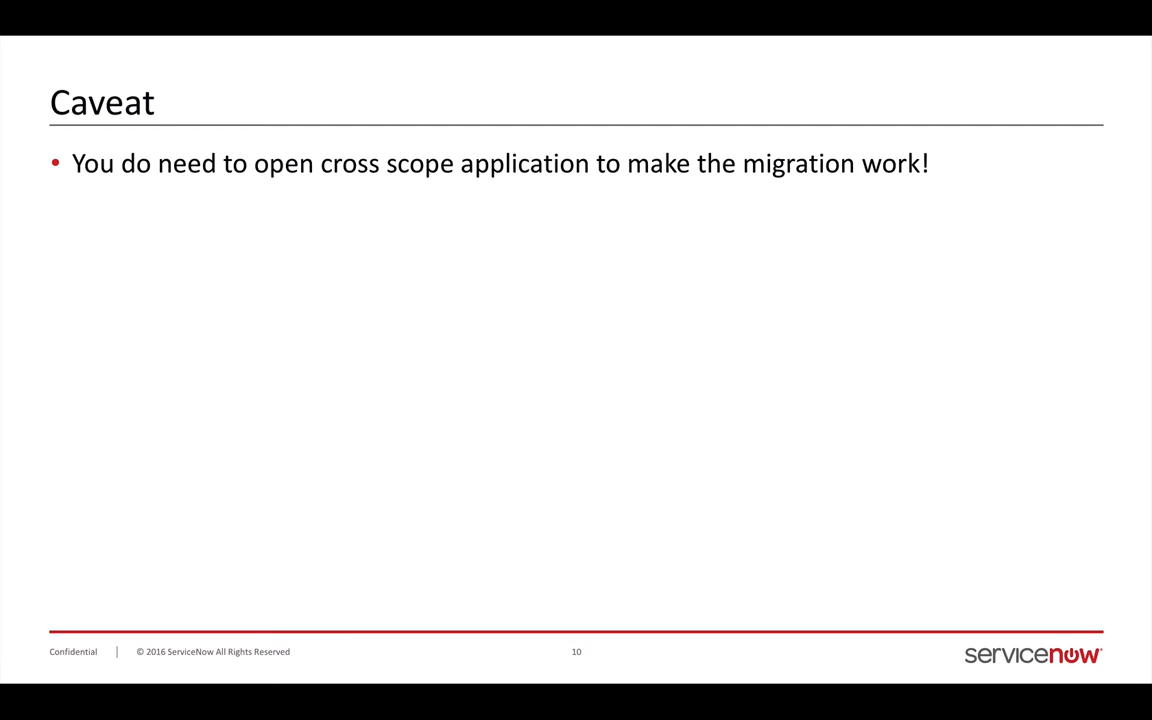 Caveat
• You do need to open cross scope application to make the migration work!
Confidential | © 2016 ServiceNow All Rights Reserved 10 servicenow